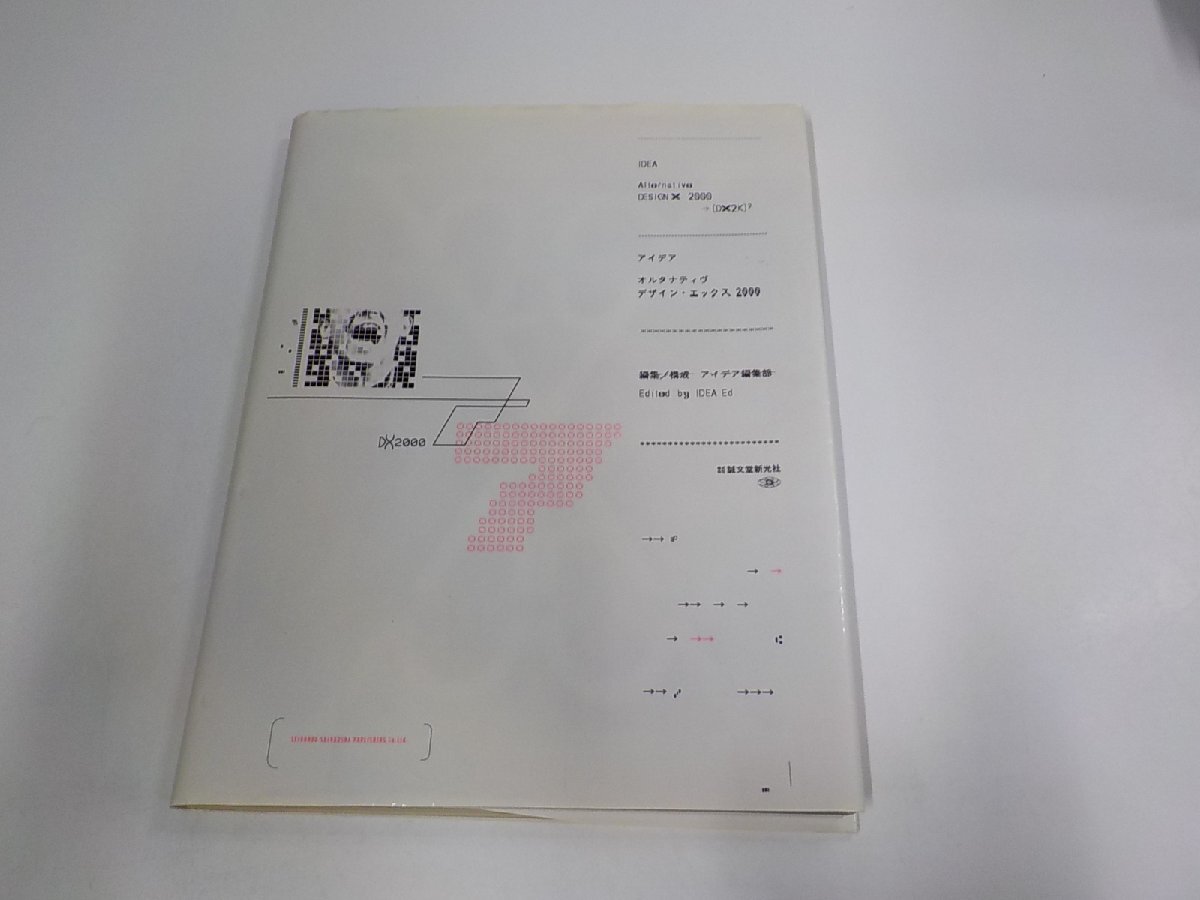 IDEA
Alternative
DESIGN X 2000
→ [DX2K]?
アイデア
オルタナティヴ
デザイン・エックス 2000
編集/構成 アイデア編集部
Edited by IDEA Ed
誠文堂新光社
DX2000
→→
→ →
→→ → →
→ →→
→→ →→→